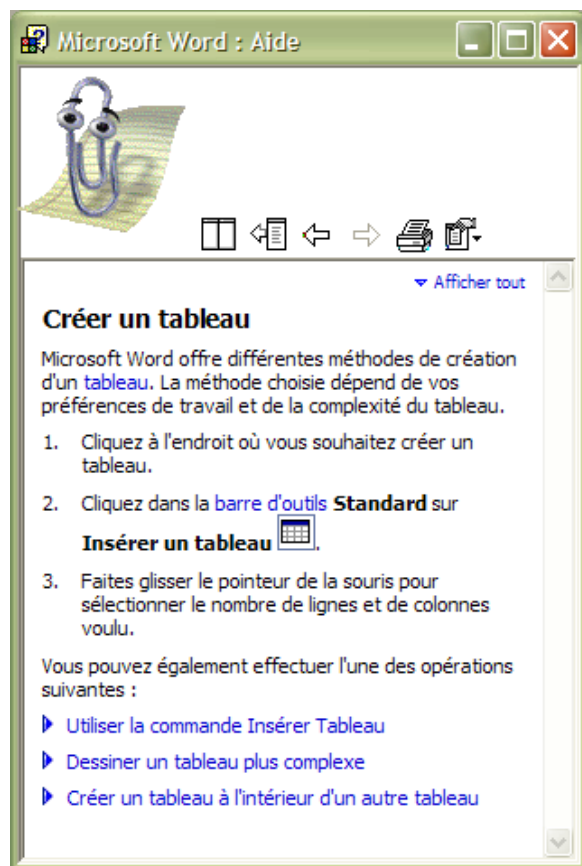 Microsoft Word : Aide
Afficher tout
Créer un tableau
Microsoft Word offre différentes méthodes de création
d'un tableau. La méthode choisie dépend de vos
préférences de travail et de la complexité du tableau.
1. Cliquez à l'endroit où vous souhaitez créer un
tableau.
2. Cliquez dans la barre d'outils Standard sur
Insérer un tableau .
3. Faites glisser le pointeur de la souris pour
sélectionner le nombre de lignes et de colonnes
voulu.
Vous pouvez également effectuer l'une des opérations
suivantes :
Utiliser la commande Insérer Tableau
Dessiner un tableau plus complexe
Créer un tableau à l'intérieur d'un autre tableau